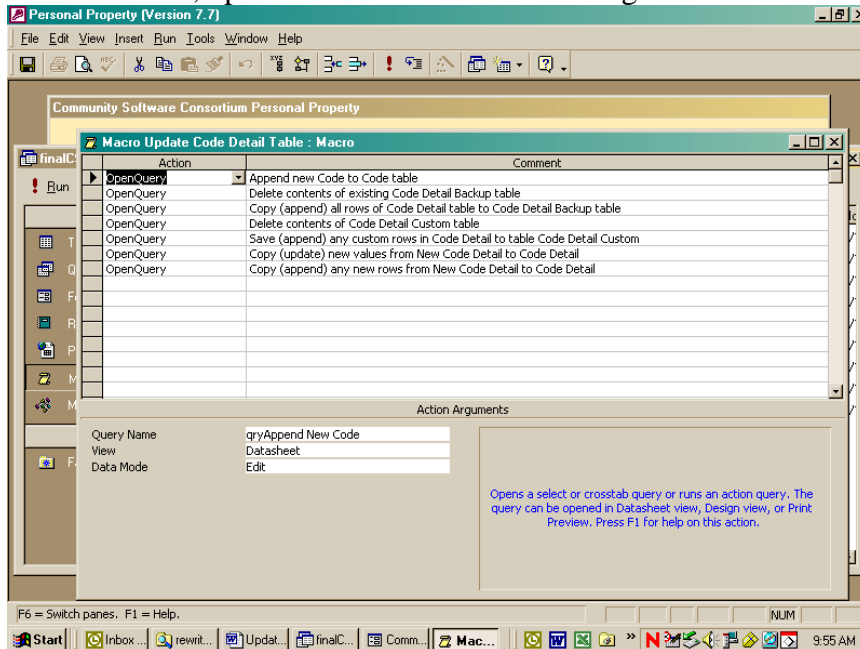 Personal Property (Version 7.7)
File Edit View Insert Run Tools Window Help
Community Software Consortium Personal Property
Macro Update Code Detail Table : Macro
finalC
Run
Action Comment
OpenQuery Append new Code to Code table
OpenQuery Delete contents of existing Code Detail Backup table
OpenQuery Copy (append) all rows of Code Detail table to Code Detail Backup table
OpenQuery Delete contents of Code Detail Custom table
OpenQuery Save (append) any custom rows in Code Detail to table Code Detail Custom
OpenQuery Copy (update) new values from New Code Detail to Code Detail
OpenQuery Copy (append) any new rows from New Code Detail to Code Detail
T
Q
F
R
P
M
M
F
Action Arguments
Query Name qryAppend New Code
View Datasheet
Data Mode Edit
Opens a select or crosstab query or runs an action query. The
query can be opened in Datasheet view, Design view, or Print
Preview. Press F1 for help on this action.
F6 = Switch panes. F1 = Help. NUM
Start Inbox ... rewrit... Updat... finalC... Comm... Mac... » 9:55 AM